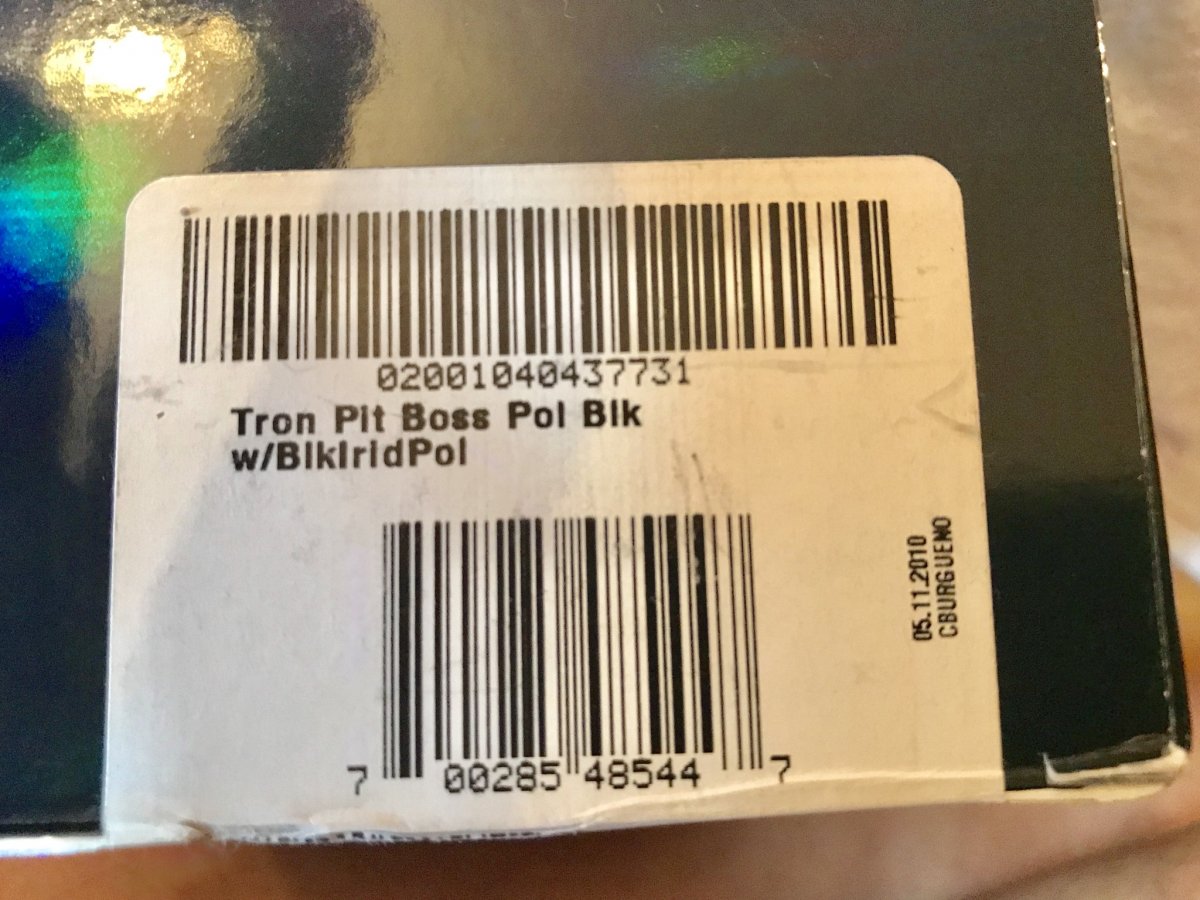 02001040437731
Tron Pit Boss Pol Blk
w/BlkIridPol
05.11.2010
CBURGUENO
7 00285 48544 7